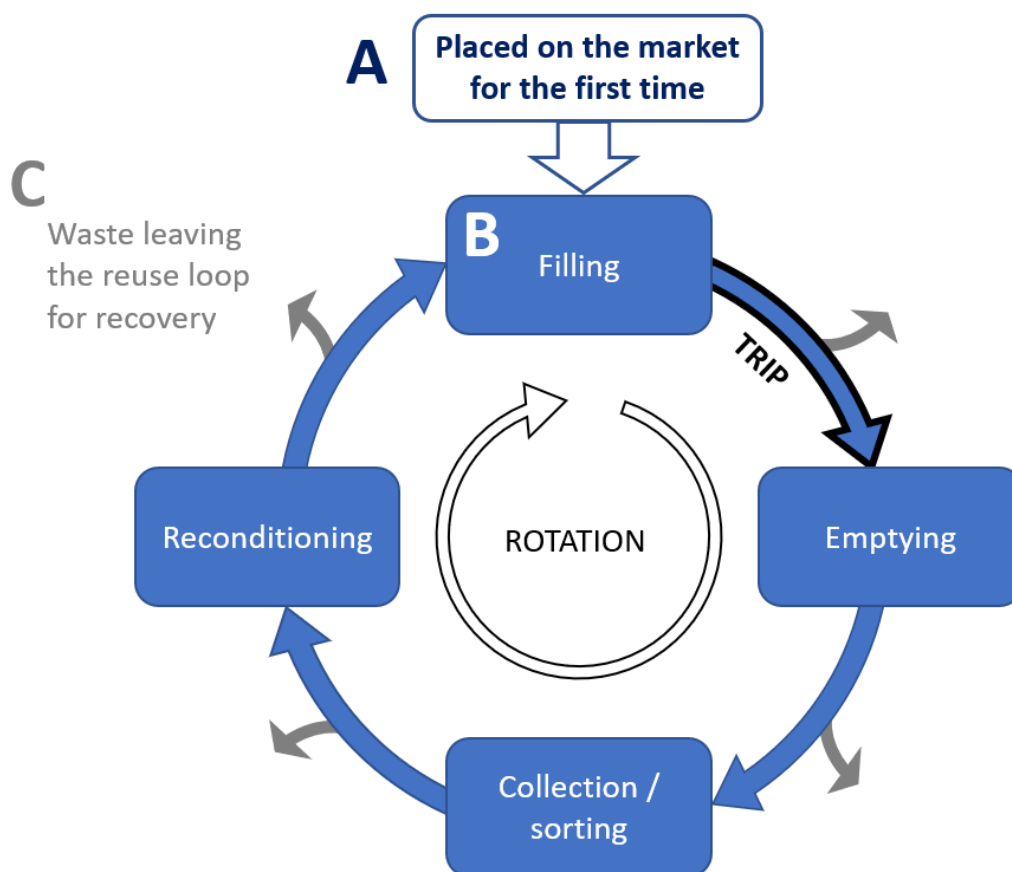 A
Placed on the market
for the first time
C
Waste leaving
the reuse loop
for recovery
B
Filling
TRIP
Reconditioning
ROTATION
Emptying
Collection /
sorting